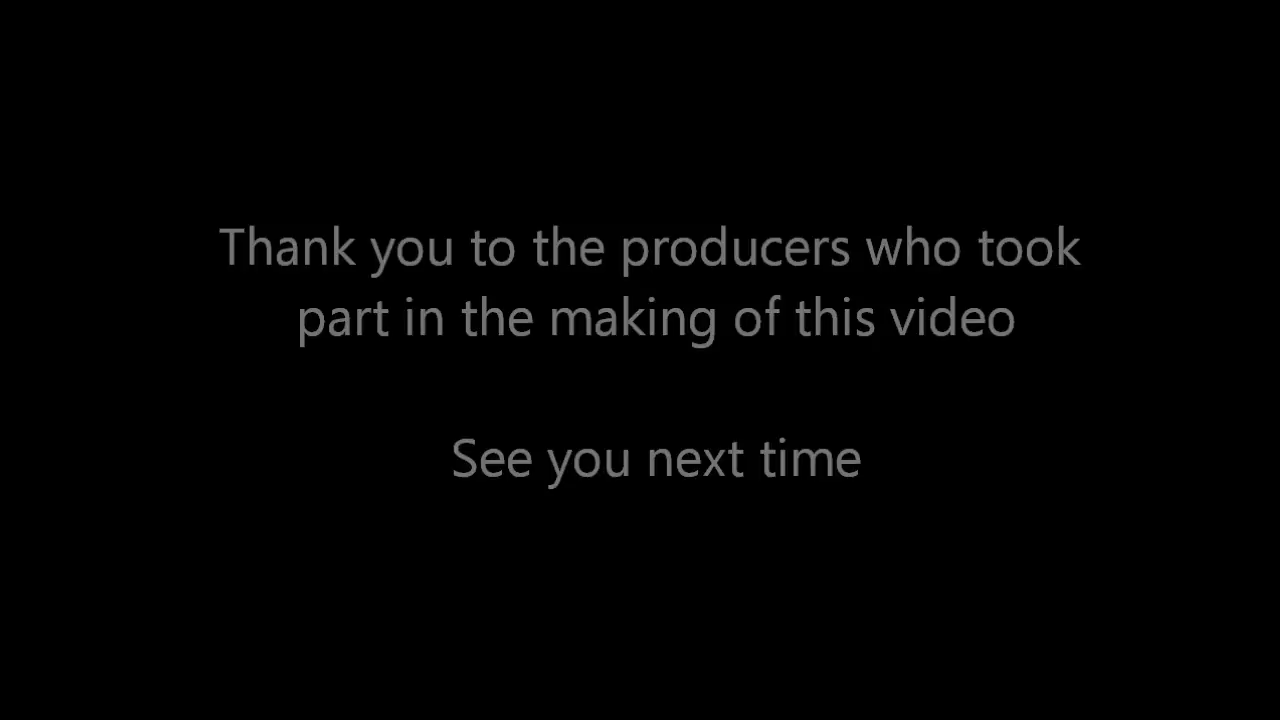 Thank you to the producers who took
part in the making of this video
See you next time